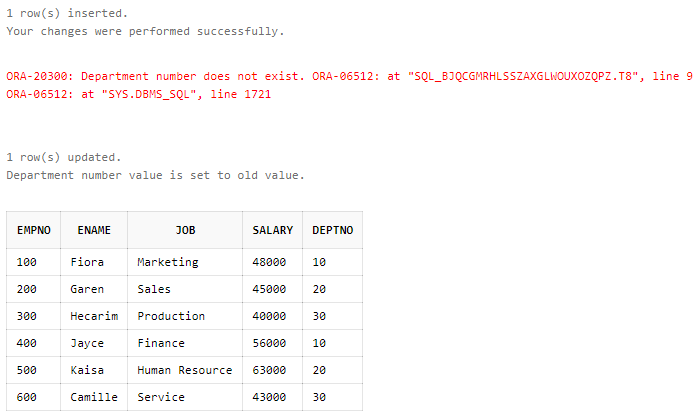 1 row(s) inserted.
Your changes were performed successfully.
ORA-20300: Department number does not exist. ORA-06512: at "SQL_BJQCGMRHLSSZAXGLWOUXOZQPZ.T8", line 9
ORA-06512: at "SYS.DBMS_SQL", line 1721
1 row(s) updated.
Department number value is set to old value.
EMPNO ENAME JOB SALARY DEPTNO
100 Fiora Marketing 48000 10
200 Garen Sales 45000 20
300 Hecarim Production 40000 30
400 Jayce Finance 56000 10
500 Kaisa Human Resource 63000 20
600 Camille Service 43000 30